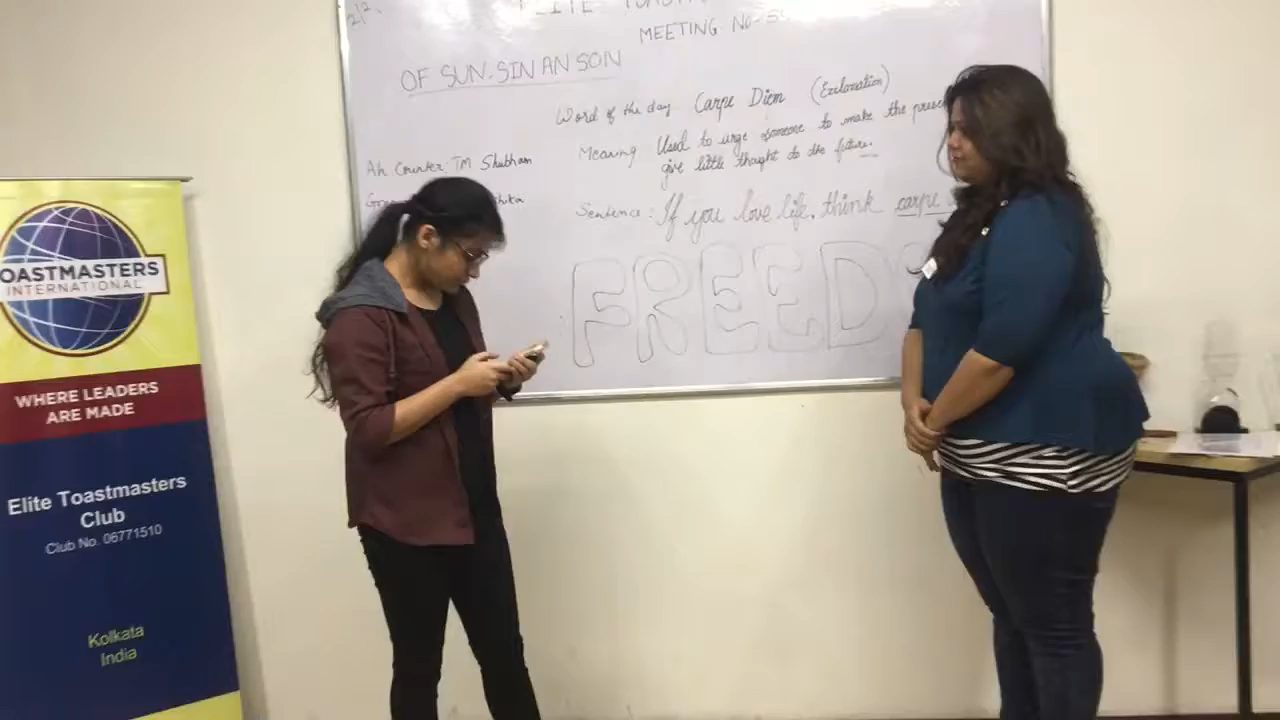 ELITE
MEETING NO-
OF SUN, SIN AN SON
Word of the day Carpe Diem (Exclamation)
Meaning Used to urge someone to make the
give little thought to the future.
Ah Counter TM Shubham
Sentence: If you love life, think carpe
FREED
TOASTMASTERS
INTERNATIONAL
WHERE LEADERS
ARE MADE
Elite Toastmasters
Club
Club No. 06771510
Kolkata
India